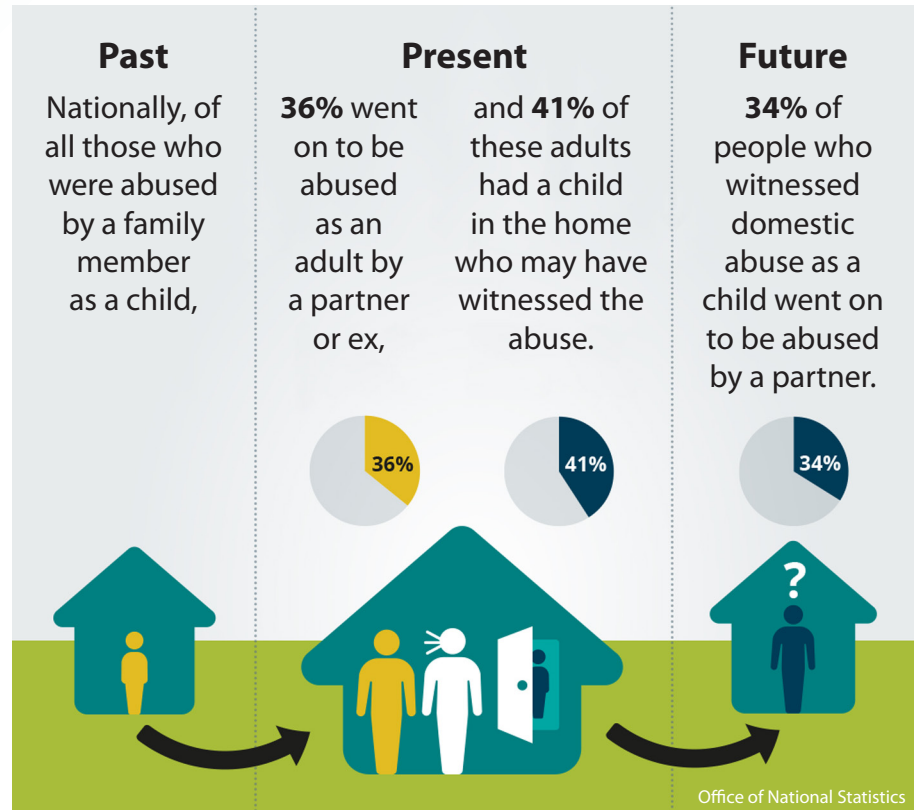 Past
Nationally, of
all those who
were abused
by a family
member
as a child,
Present
36% went
on to be
abused
as an
adult by
a partner
or ex,
and 41% of
these adults
had a child
in the home
who may have
witnessed the
abuse.
Future
34% of
people who
witnessed
domestic
abuse as a
child went on
to be abused
by a partner.
36%
41%
34%
?
Office of National Statistics